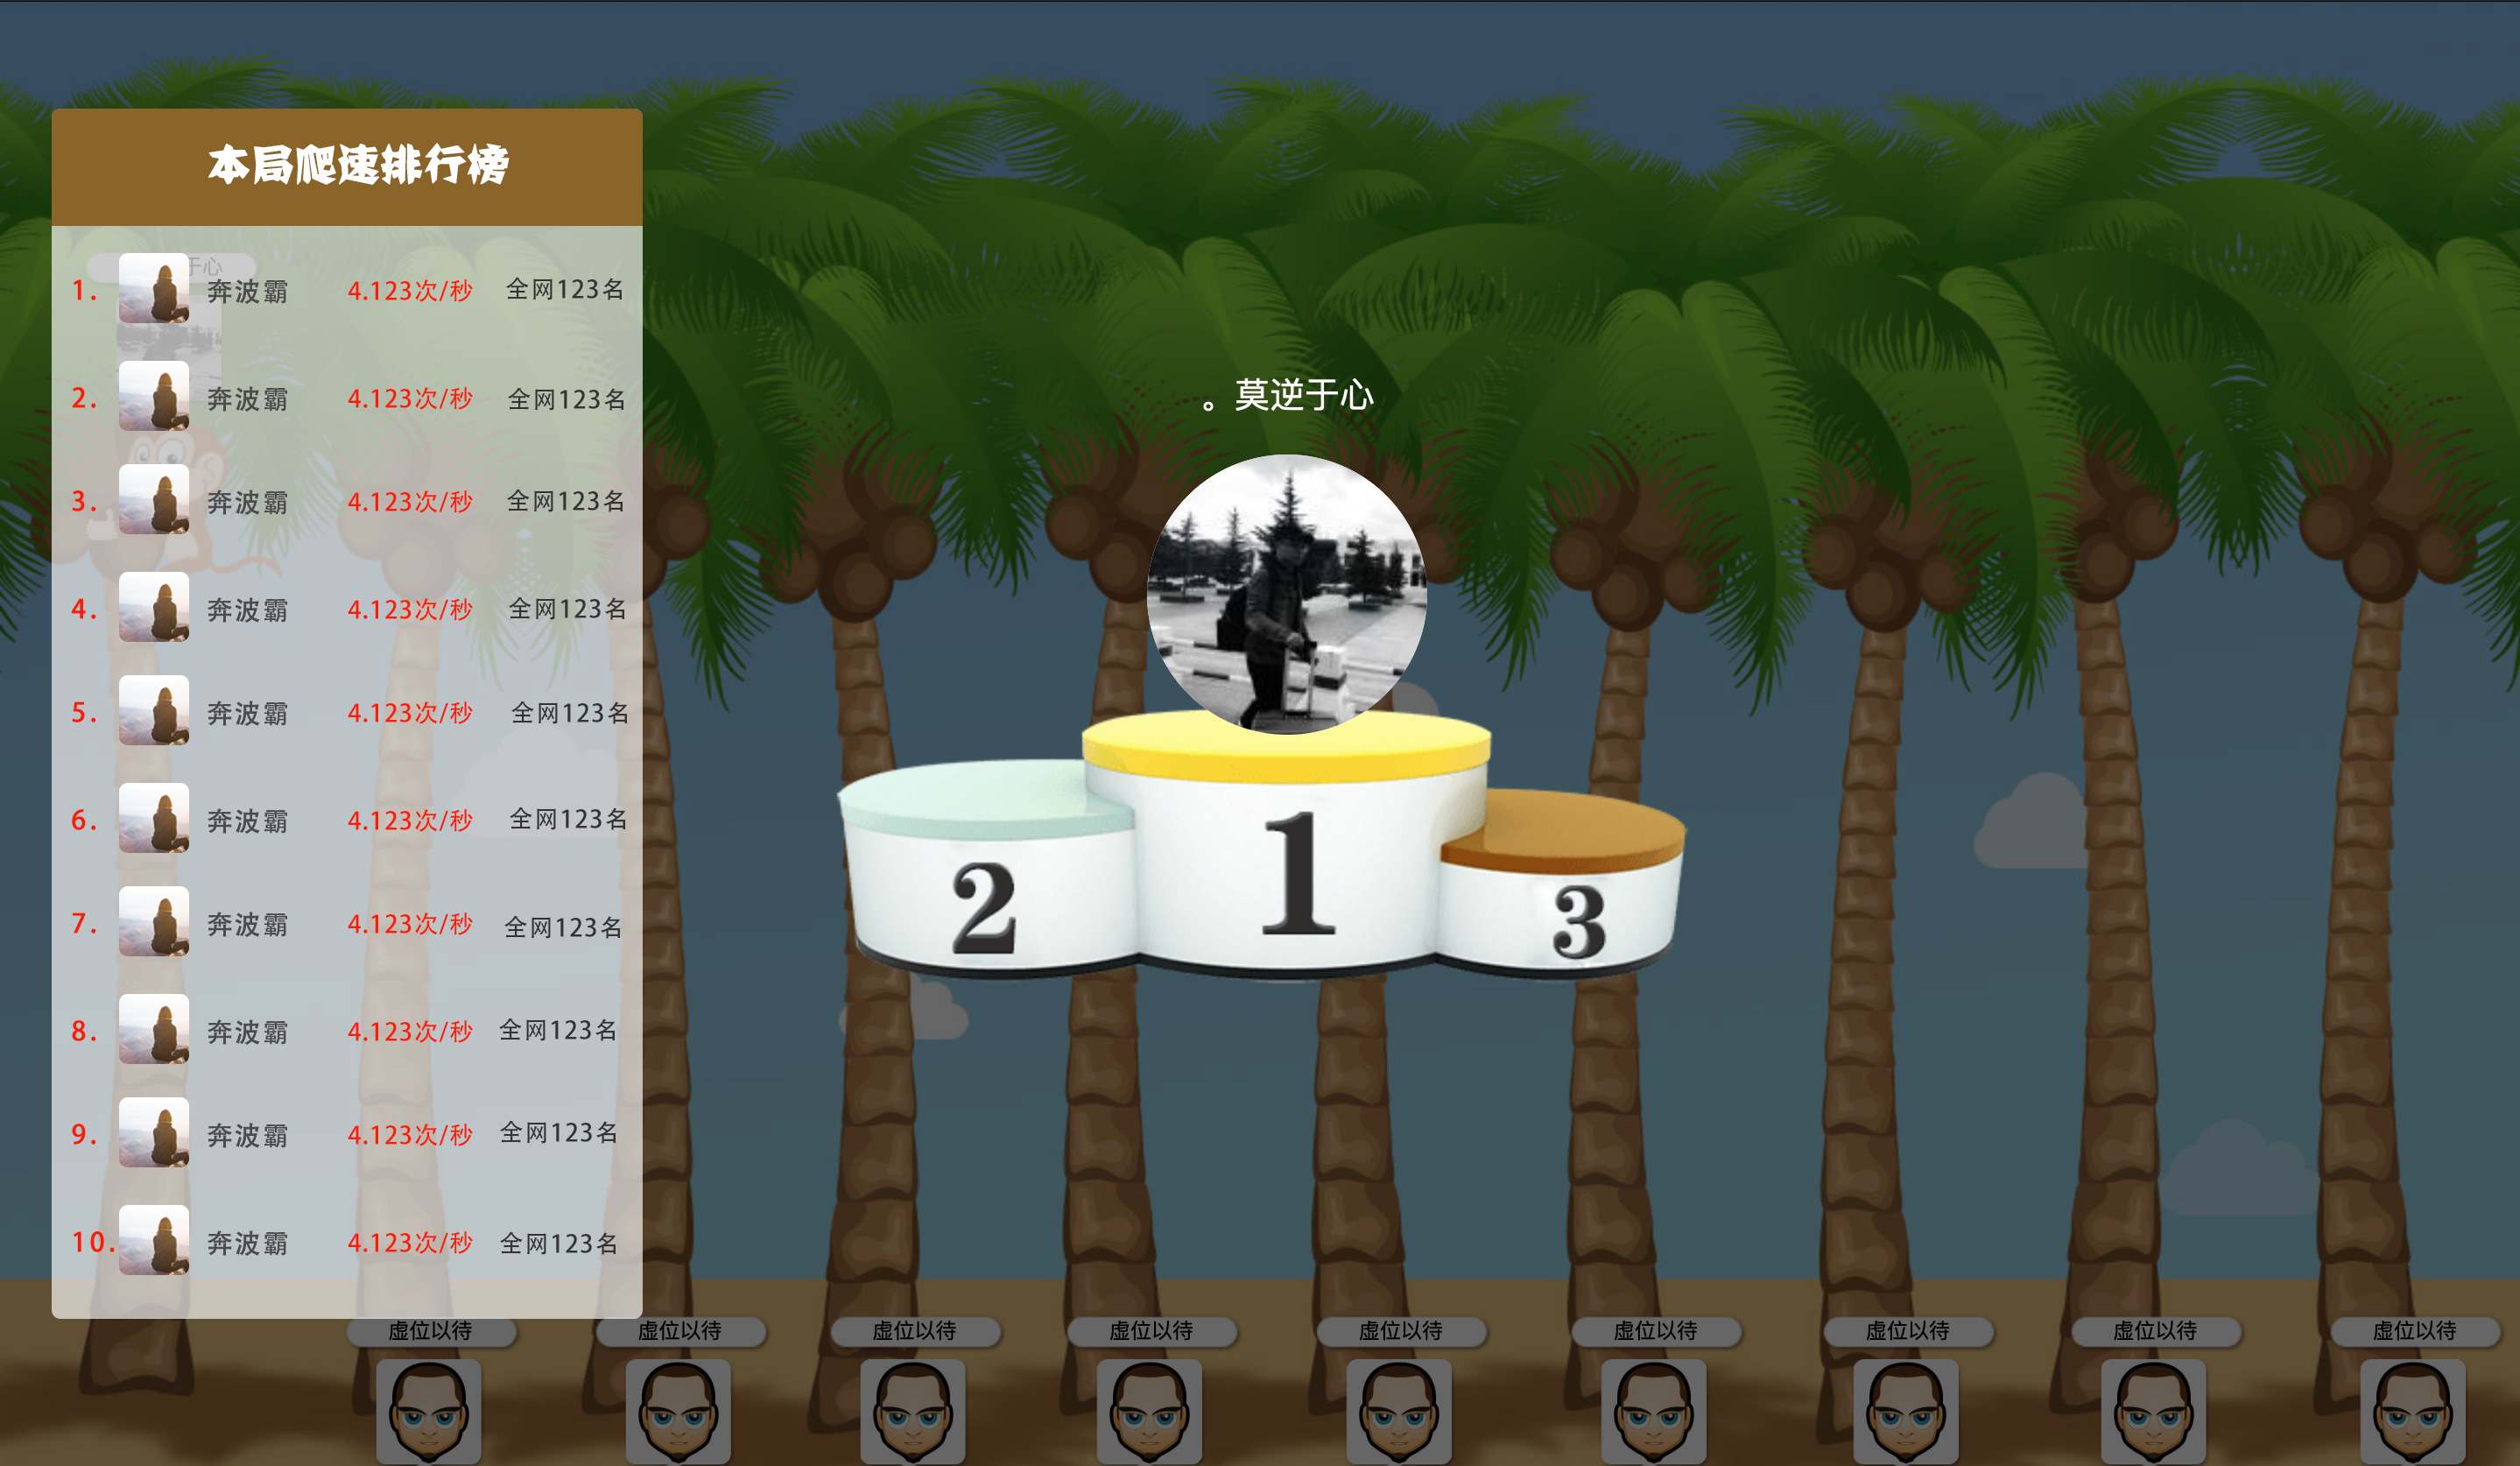 本局爬速排行榜
于心
1. 奔波霸 4.123次/秒 全网123名
2. 奔波霸 4.123次/秒 全网123名
3. 奔波霸 4.123次/秒 全网123名
4. 奔波霸 4.123次/秒 全网123名
5. 奔波霸 4.123次/秒 全网123名
6. 奔波霸 4.123次/秒 全网123名
7. 奔波霸 4.123次/秒 全网123名
8. 奔波霸 4.123次/秒 全网123名
9. 奔波霸 4.123次/秒 全网123名
10. 奔波霸 4.123次/秒 全网123名
。莫逆于心
2 1 3
虚位以待 虚位以待 虚位以待 虚位以待 虚位以待 虚位以待 虚位以待 虚位以待 虚位以待